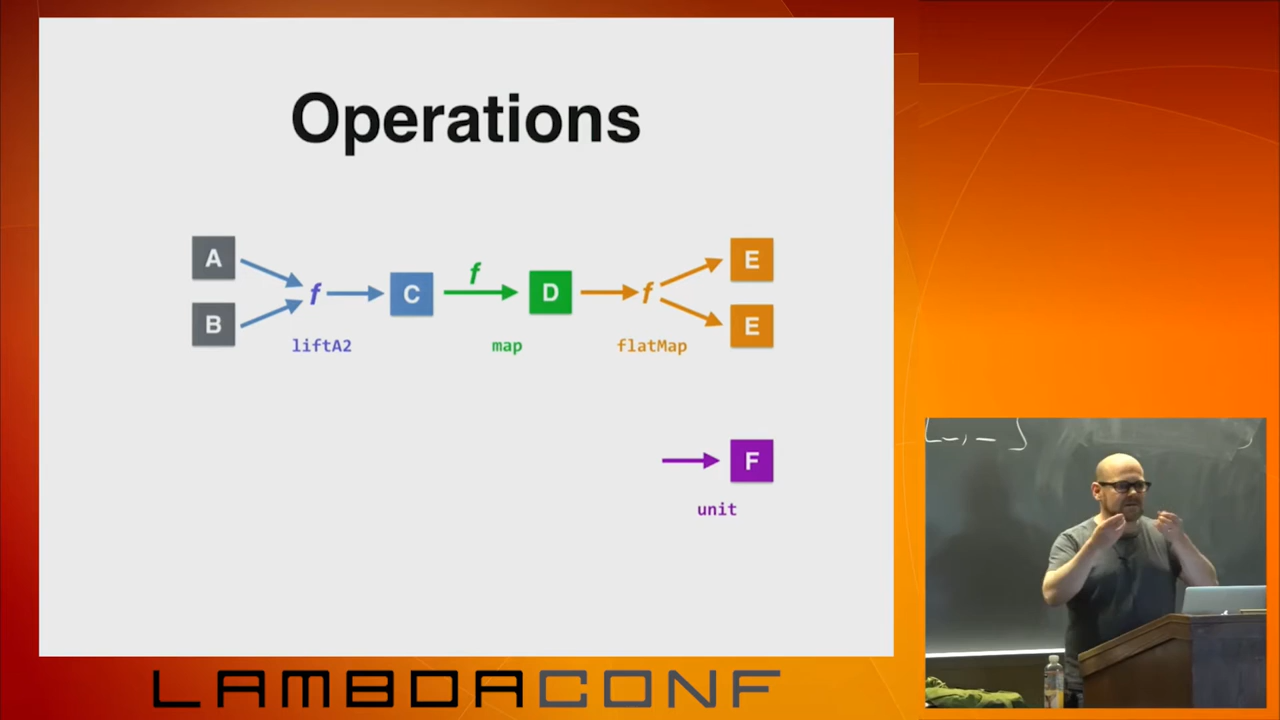 Operations
A
B
f
liftA2
C
f
map
D
f
flatMap
E
E
F
unit
LAMBDACONF